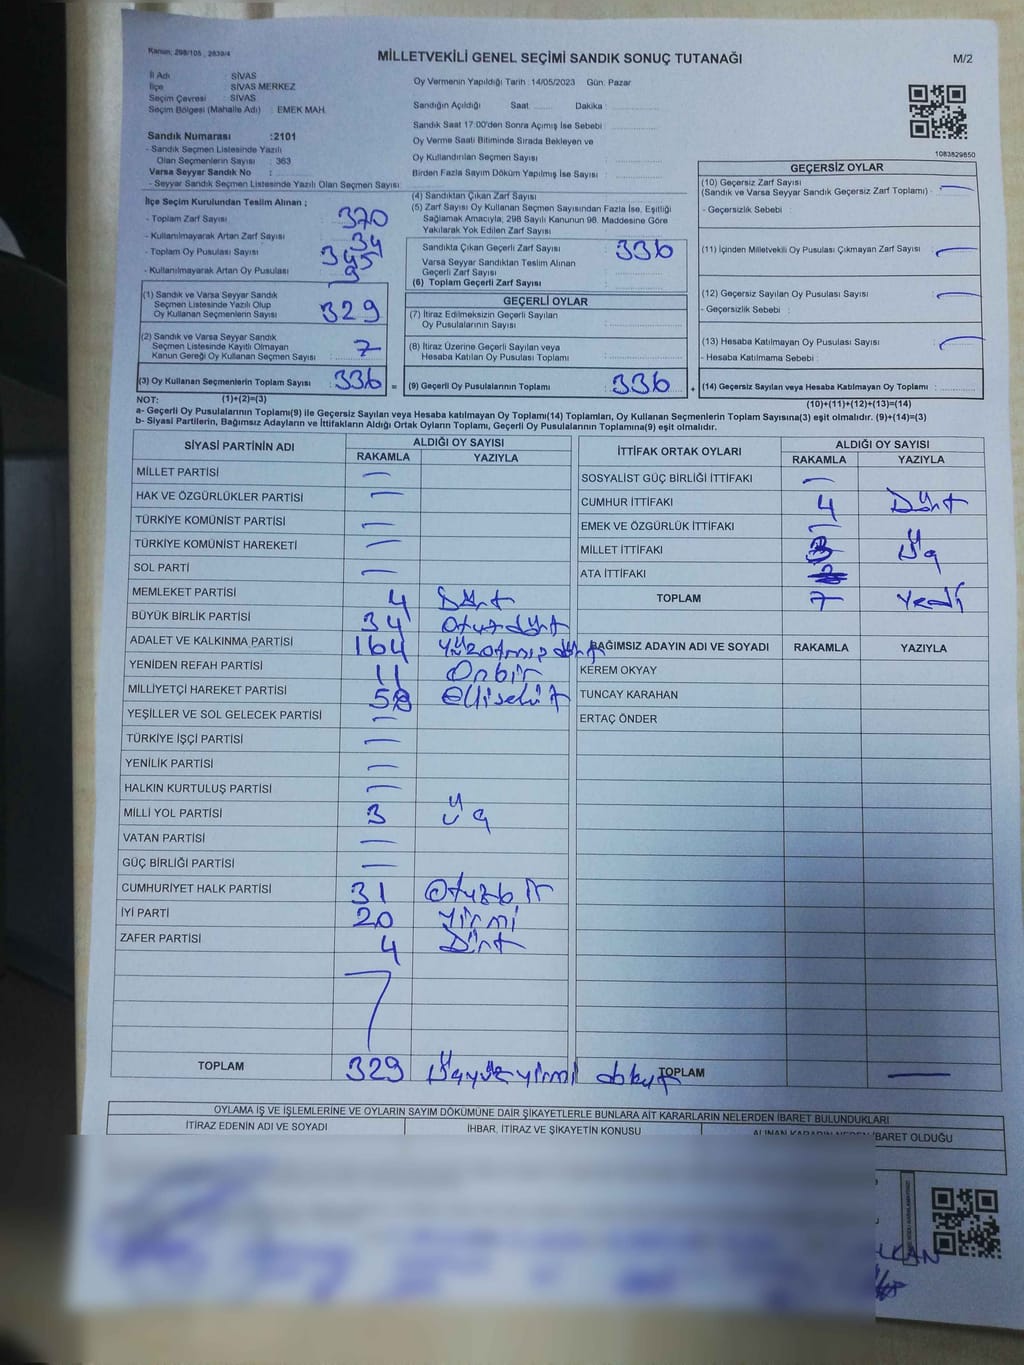 Kanun: 298/105 , 2839/4
MİLLETVEKİLİ GENEL SEÇİMİ SANDIK SONUÇ TUTANAĞI
M/2
İl Adı : SİVAS
İlçe : SİVAS MERKEZ
Seçim Çevresi : SİVAS
Seçim Bölgesi (Mahalle Adı) : EMEK MAH.
Sandık Numarası :2101
- Sandık Seçmen Listesinde Yazılı
Olan Seçmenlerin Sayısı : 363
Varsa Seyyar Sandık No :
- Seyyar Sandık Seçmen Listesinde Yazılı Olan Seçmen Sayısı:
Oy Vermenin Yapıldığı Tarih : 14/05/2023 Gün: Pazar
Sandığın Açıldığı Saat ........ Dakika : ........
Sandık Saat 17:00'den Sonra Açımış İse Sebebi : ........
Oy Verme Saati Bitiminde Sırada Bekleyen ve
Oy Kullandırılan Seçmen Sayısı : ........
Birden Fazla Sayım Döküm Yapılmış İse Sayısı : ........
1083829850
İlçe Seçim Kurulundan Teslim Alınan ;
- Toplam Zarf Sayısı : 370
- Kullanılmayarak Artan Zarf Sayısı : 34
- Toplam Oy Pusulası Sayısı : 345
- Kullanılmayarak Artan Oy Pusulası : 9
(1) Sandık ve Varsa Seyyar Sandık
Seçmen Listesinde Yazılı Olup
Oy Kullanan Seçmenlerin Sayısı : 329
(2) Sandık ve Varsa Seyyar Sandık
Seçmen Listesinde Kayıtlı Olmayan
Kanun Gereği Oy Kullanan Seçmen Sayısı : 7
(3) Oy Kullanan Seçmenlerin Toplam Sayısı : 336 =
(4) Sandıktan Çıkan Zarf Sayısı
(5) Zarf Sayısı Oy Kullanan Seçmen Sayısından Fazla İse, Eşitliği
Sağlamak Amacıyla; 298 Sayılı Kanunun 98. Maddesine Göre
Yakılarak Yok Edilen Zarf Sayısı
Sandıkta Çıkan Geçerli Zarf Sayısı : 336
Varsa Seyyar Sandıktan Teslim Alınan
Geçerli Zarf Sayısı
(6) Toplam Geçerli Zarf Sayısı :
GEÇERLİ OYLAR
(7) İtiraz Edilmeksizin Geçerli Sayılan
Oy Pusulalarının Sayısı
(8) İtiraz Üzerine Geçerli Sayılan veya
Hesaba Katılan Oy Pusulası Toplamı
(9) Geçerli Oy Pusulalarının Toplamı : 336 +
GEÇERSİZ OYLAR
(10) Geçersiz Zarf Sayısı
(Sandık ve Varsa Seyyar Sandık Geçersiz Zarf Toplamı) : —
- Geçersizlik Sebebi :
(11) İçinden Milletvekili Oy Pusulası Çıkmayan Zarf Sayısı : —
(12) Geçersiz Sayılan Oy Pusulası Sayısı : —
- Geçersizlik Sebebi :
(13) Hesaba Katılmayan Oy Pusulası Sayısı : —
- Hesaba Katılmama Sebebi :
(14) Geçersiz Sayılan veya Hesaba Katılmayan Oy Toplamı :
NOT: (1)+(2)=(3)
(10)+(11)+(12)+(13)=(14)
a- Geçerli Oy Pusulalarının Toplamı(9) ile Geçersiz Sayılan veya Hesaba katılmayan Oy Toplamı(14) Toplamları, Oy Kullanan Seçmenlerin Toplam Sayısına(3) eşit olmalıdır. (9)+(14)=(3)
b- Siyasi Partilerin, Bağımsız Adayların ve İttifakların Aldığı Ortak Oyların Toplamı, Geçerli Oy Pusulalarının Toplamına(9) eşit olmalıdır.
SİYASİ PARTİNİN ADI ALDIĞI OY SAYISI
RAKAMLA YAZIYLA
MİLLET PARTİSİ —
HAK VE ÖZGÜRLÜKLER PARTİSİ —
TÜRKİYE KOMÜNİST PARTİSİ —
TÜRKİYE KOMÜNİST HAREKETİ —
SOL PARTİ —
MEMLEKET PARTİSİ 4 Dört
BÜYÜK BİRLİK PARTİSİ 34 Otuzdört
ADALET VE KALKINMA PARTİSİ 164 Yüzatmış dört
YENİDEN REFAH PARTİSİ 11 Onbir
MİLLİYETÇİ HAREKET PARTİSİ 58 Ellisekiz
YEŞİLLER VE SOL GELECEK PARTİSİ —
TÜRKİYE İŞÇİ PARTİSİ —
YENİLİK PARTİSİ —
HALKIN KURTULUŞ PARTİSİ —
MİLLİ YOL PARTİSİ 3 Üç
VATAN PARTİSİ —
GÜÇ BİRLİĞİ PARTİSİ —
CUMHURİYET HALK PARTİSİ 31 Otuzbir
İYİ PARTİ 20 Yirmi
ZAFER PARTİSİ 4 Dört
TOPLAM 329 Üçyüzyirmi dokuz
İTTİFAK ORTAK OYLARI ALDIĞI OY SAYISI
RAKAMLA YAZIYLA
SOSYALİST GÜÇ BİRLİĞİ İTTİFAKI —
CUMHUR İTTİFAKI 4 Dört
EMEK VE ÖZGÜRLÜK İTTİFAKI —
MİLLET İTTİFAKI 3 Üç
ATA İTTİFAKI
TOPLAM 7 Yedi
BAĞIMSIZ ADAYIN ADI VE SOYADI RAKAMLA YAZIYLA
KEREM OKYAY
TUNCAY KARAHAN
ERTAÇ ÖNDER
TOPLAM —
OYLAMA İŞ VE İŞLEMLERİNE VE OYLARIN SAYIM DÖKÜMÜNE DAİR ŞİKAYETLERLE BUNLARA AİT KARARLARIN NELERDEN İBARET BULUNDUKLARI
İTİRAZ EDENİN ADI VE SOYADI İHBAR, İTİRAZ VE ŞİKAYETİN KONUSU ALINAN KARARIN NEDEN İBARET OLDUĞU